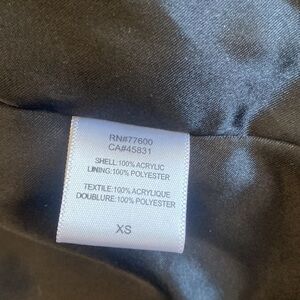 RN#77600
CA#45831
SHELL:100% ACRYLIC
LINING:100% POLYESTER
TEXTILE:100% ACRYLIQUE
DOUBLURE:100% POLYESTER
XS